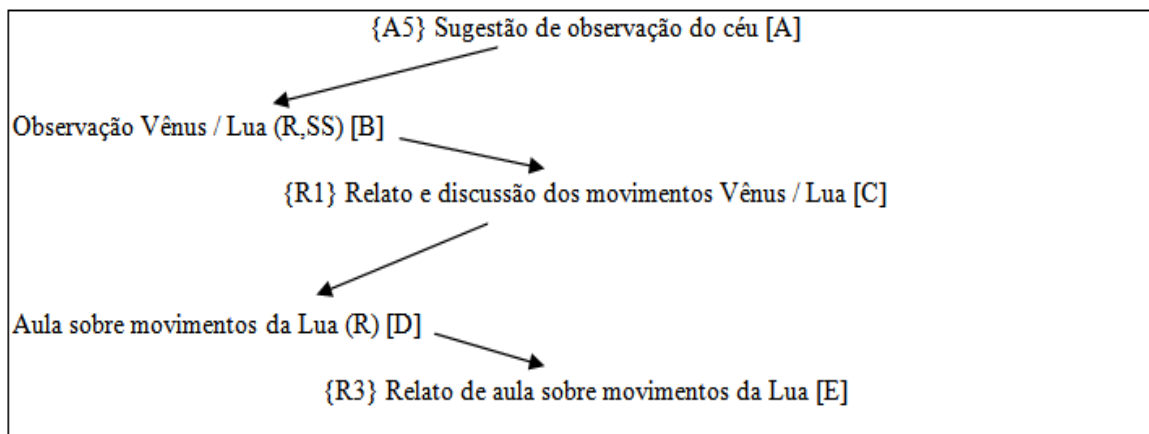 {A5} Sugestão de observação do céu [A]
Observação Vênus / Lua (R,SS) [B]
{R1} Relato e discussão dos movimentos Vênus / Lua [C]
Aula sobre movimentos da Lua (R) [D]
{R3} Relato de aula sobre movimentos da Lua [E]